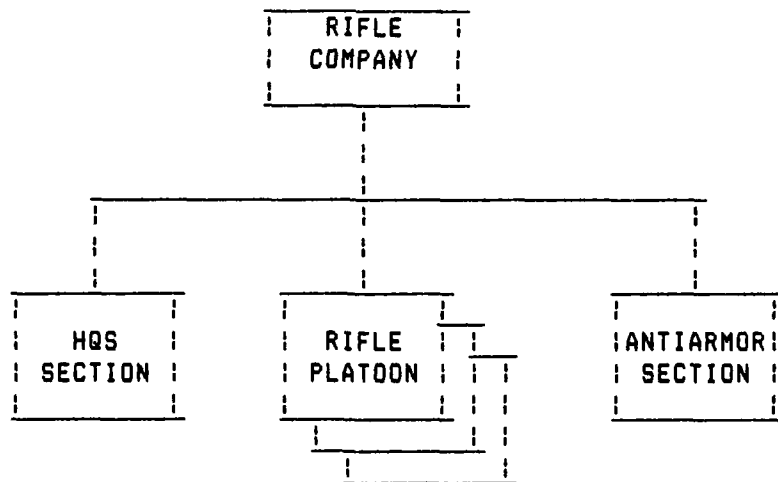 RIFLE
COMPANY
HQS
SECTION
RIFLE
PLATOON
ANTIARMOR
SECTION